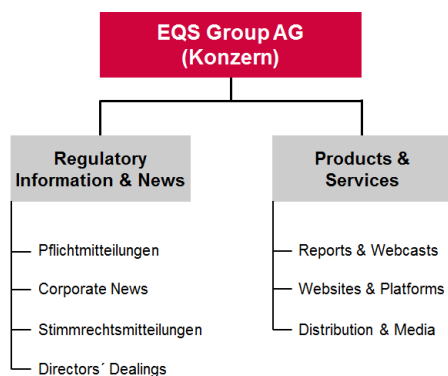 EQS Group AG
(Konzern)
Regulatory
Information & News
Pflichtmitteilungen
Corporate News
Stimmrechtsmitteilungen
Directors´ Dealings
Products &
Services
Reports & Webcasts
Websites & Platforms
Distribution & Media